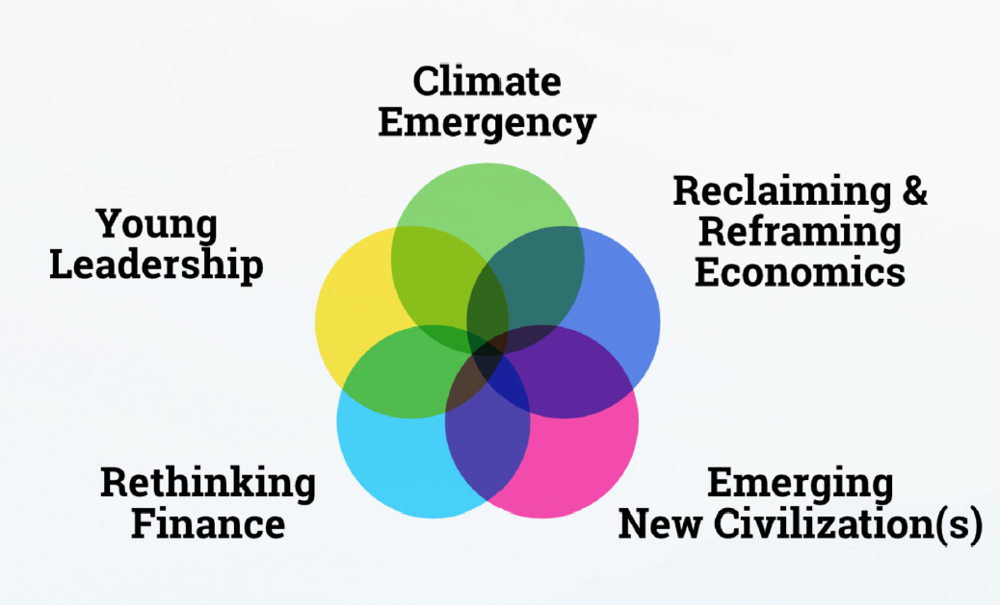 Climate
Emergency
Reclaiming &
Reframing
Economics
Young
Leadership
Rethinking
Finance
Emerging
New Civilization(s)